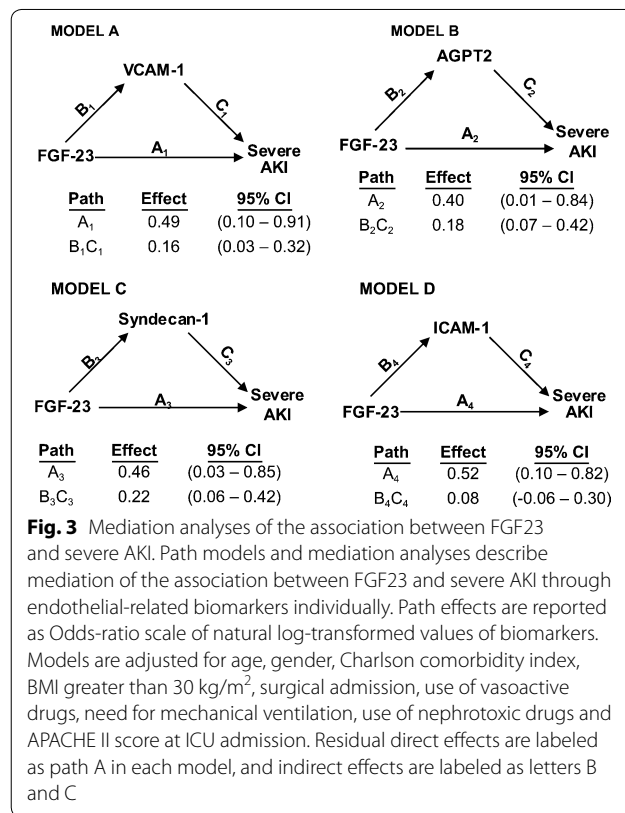 MODEL A
VCAM-1
B1
C1
FGF-23
A1
Severe
AKI
Path Effect 95% CI
A1 0.49 (0.10 – 0.91)
B1C1 0.16 (0.03 – 0.32)
MODEL B
AGPT2
B2
C2
FGF-23
A2
Severe
AKI
Path Effect 95% CI
A2 0.40 (0.01 – 0.84)
B2C2 0.18 (0.07 – 0.42)
MODEL C
Syndecan-1
B3
C3
FGF-23
A3
Severe
AKI
Path Effect 95% CI
A3 0.46 (0.03 – 0.85)
B3C3 0.22 (0.06 – 0.42)
MODEL D
ICAM-1
B4
C4
FGF-23
A4
Severe
AKI
Path Effect 95% CI
A4 0.52 (0.10 – 0.82)
B4C4 0.08 (-0.06 – 0.30)
Fig. 3 Mediation analyses of the association between FGF23
and severe AKI. Path models and mediation analyses describe
mediation of the association between FGF23 and severe AKI through
endothelial-related biomarkers individually. Path effects are reported
as Odds-ratio scale of natural log-transformed values of biomarkers.
Models are adjusted for age, gender, Charlson comorbidity index,
BMI greater than 30 kg/m², surgical admission, use of vasoactive
drugs, need for mechanical ventilation, use of nephrotoxic drugs and
APACHE II score at ICU admission. Residual direct effects are labeled
as path A in each model, and indirect effects are labeled as letters B
and C